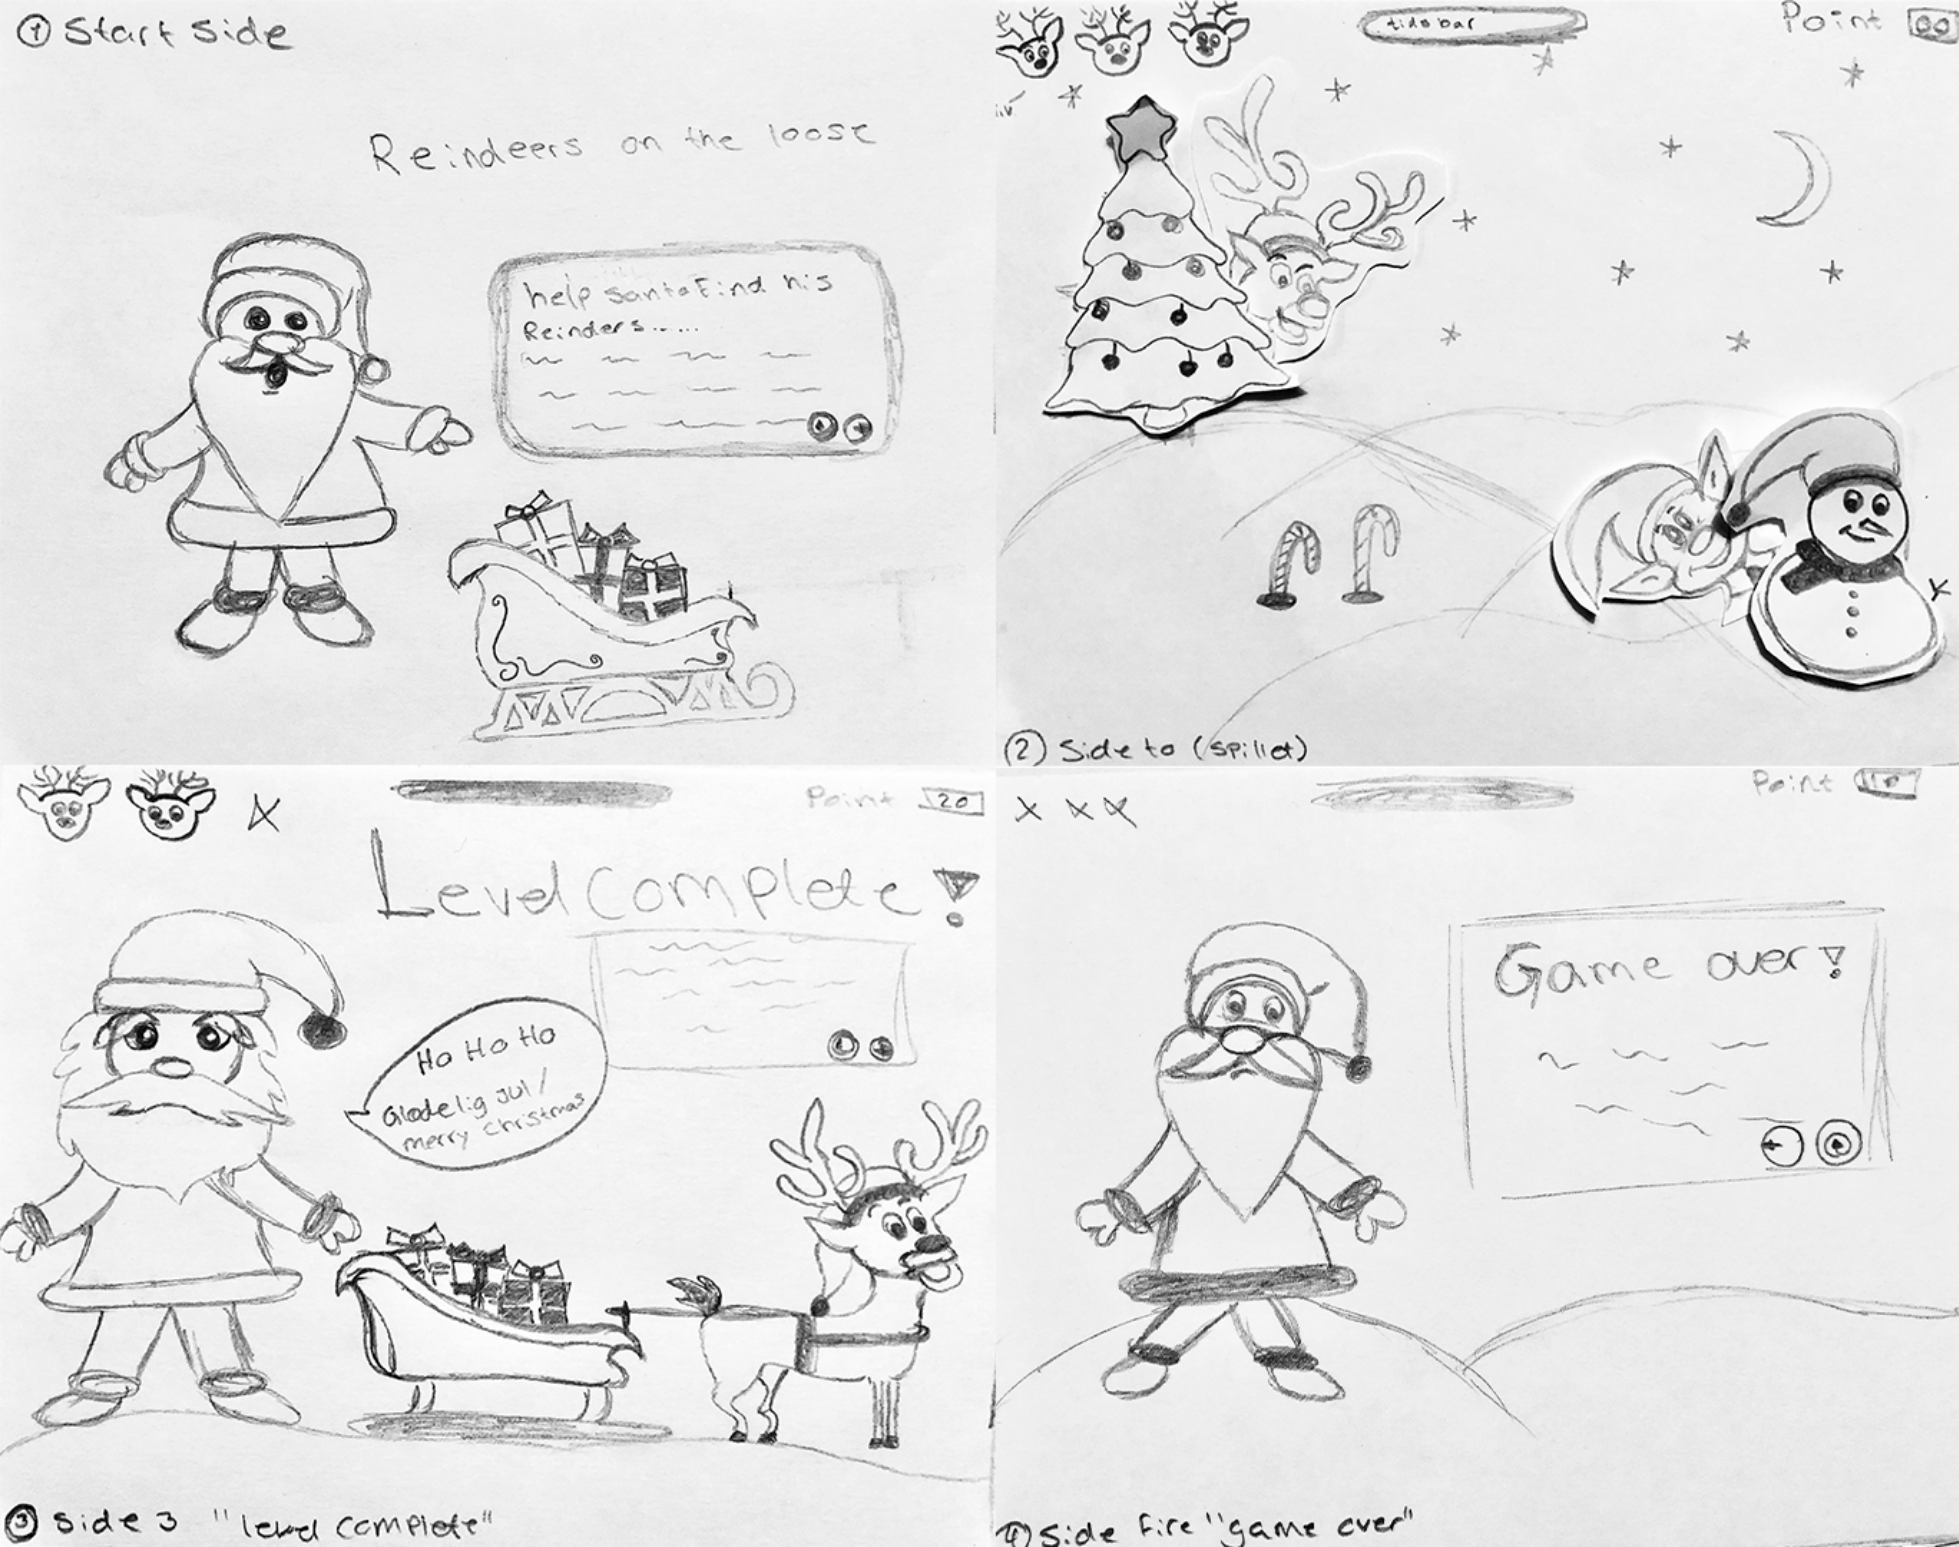 ① Start Side
Reindeers on the loose
help santa Find his
Reinders......
tidsbar
Point 00
② Side to (spillet)
Point 20
Level Complete!
Ho Ho Ho
Glædelig jul/
merry christmas
③ Side 3 "level complete"
Point 10
Game over!
④ Side Fire "game over"